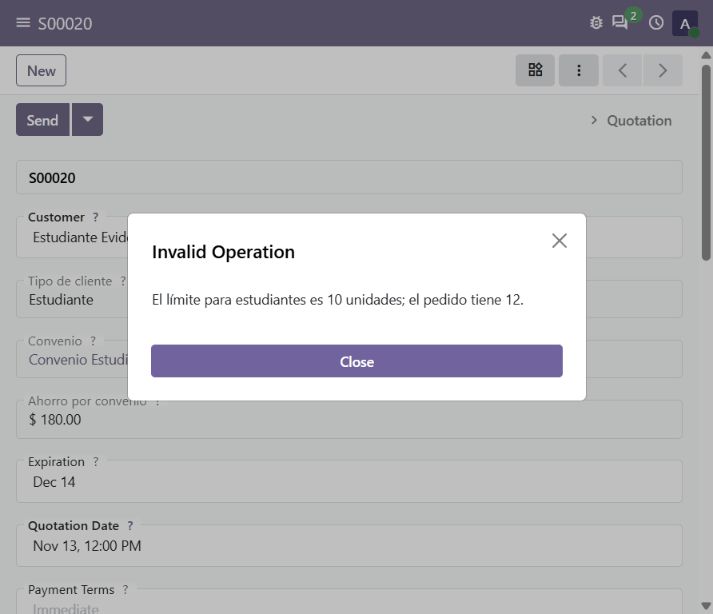 S00020
2
A
New
Send
Quotation
S00020
Customer ?
Estudiante
Tipo de cliente ?
Estudiante
Convenio ?
Convenio
Ahorro por convenio ?
$ 180.00
Expiration ?
Dec 14
Quotation Date ?
Nov 13, 12:00 PM
Payment Terms ?
Immediate
Invalid Operation
El límite para estudiantes es 10 unidades; el pedido tiene 12.
Close